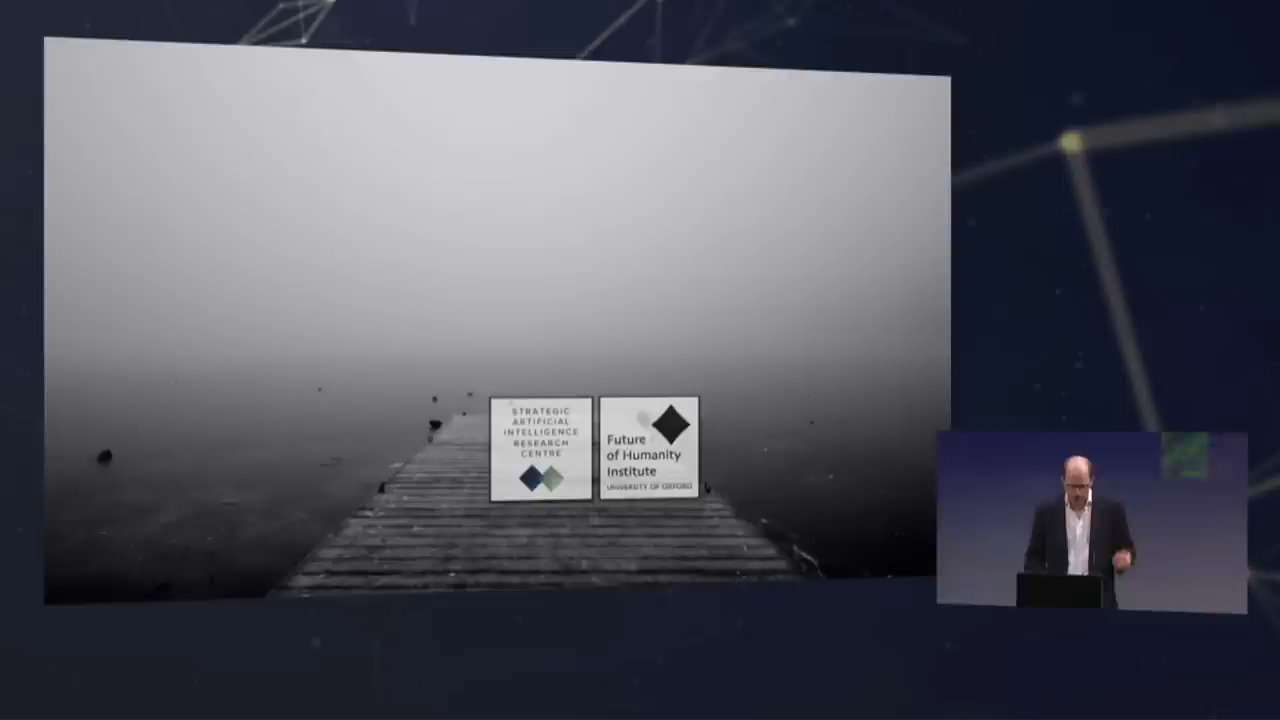 STRATEGIC
ARTIFICIAL
INTELLIGENCE
RESEARCH
CENTRE
Future
of Humanity
Institute
UNIVERSITY OF OXFORD